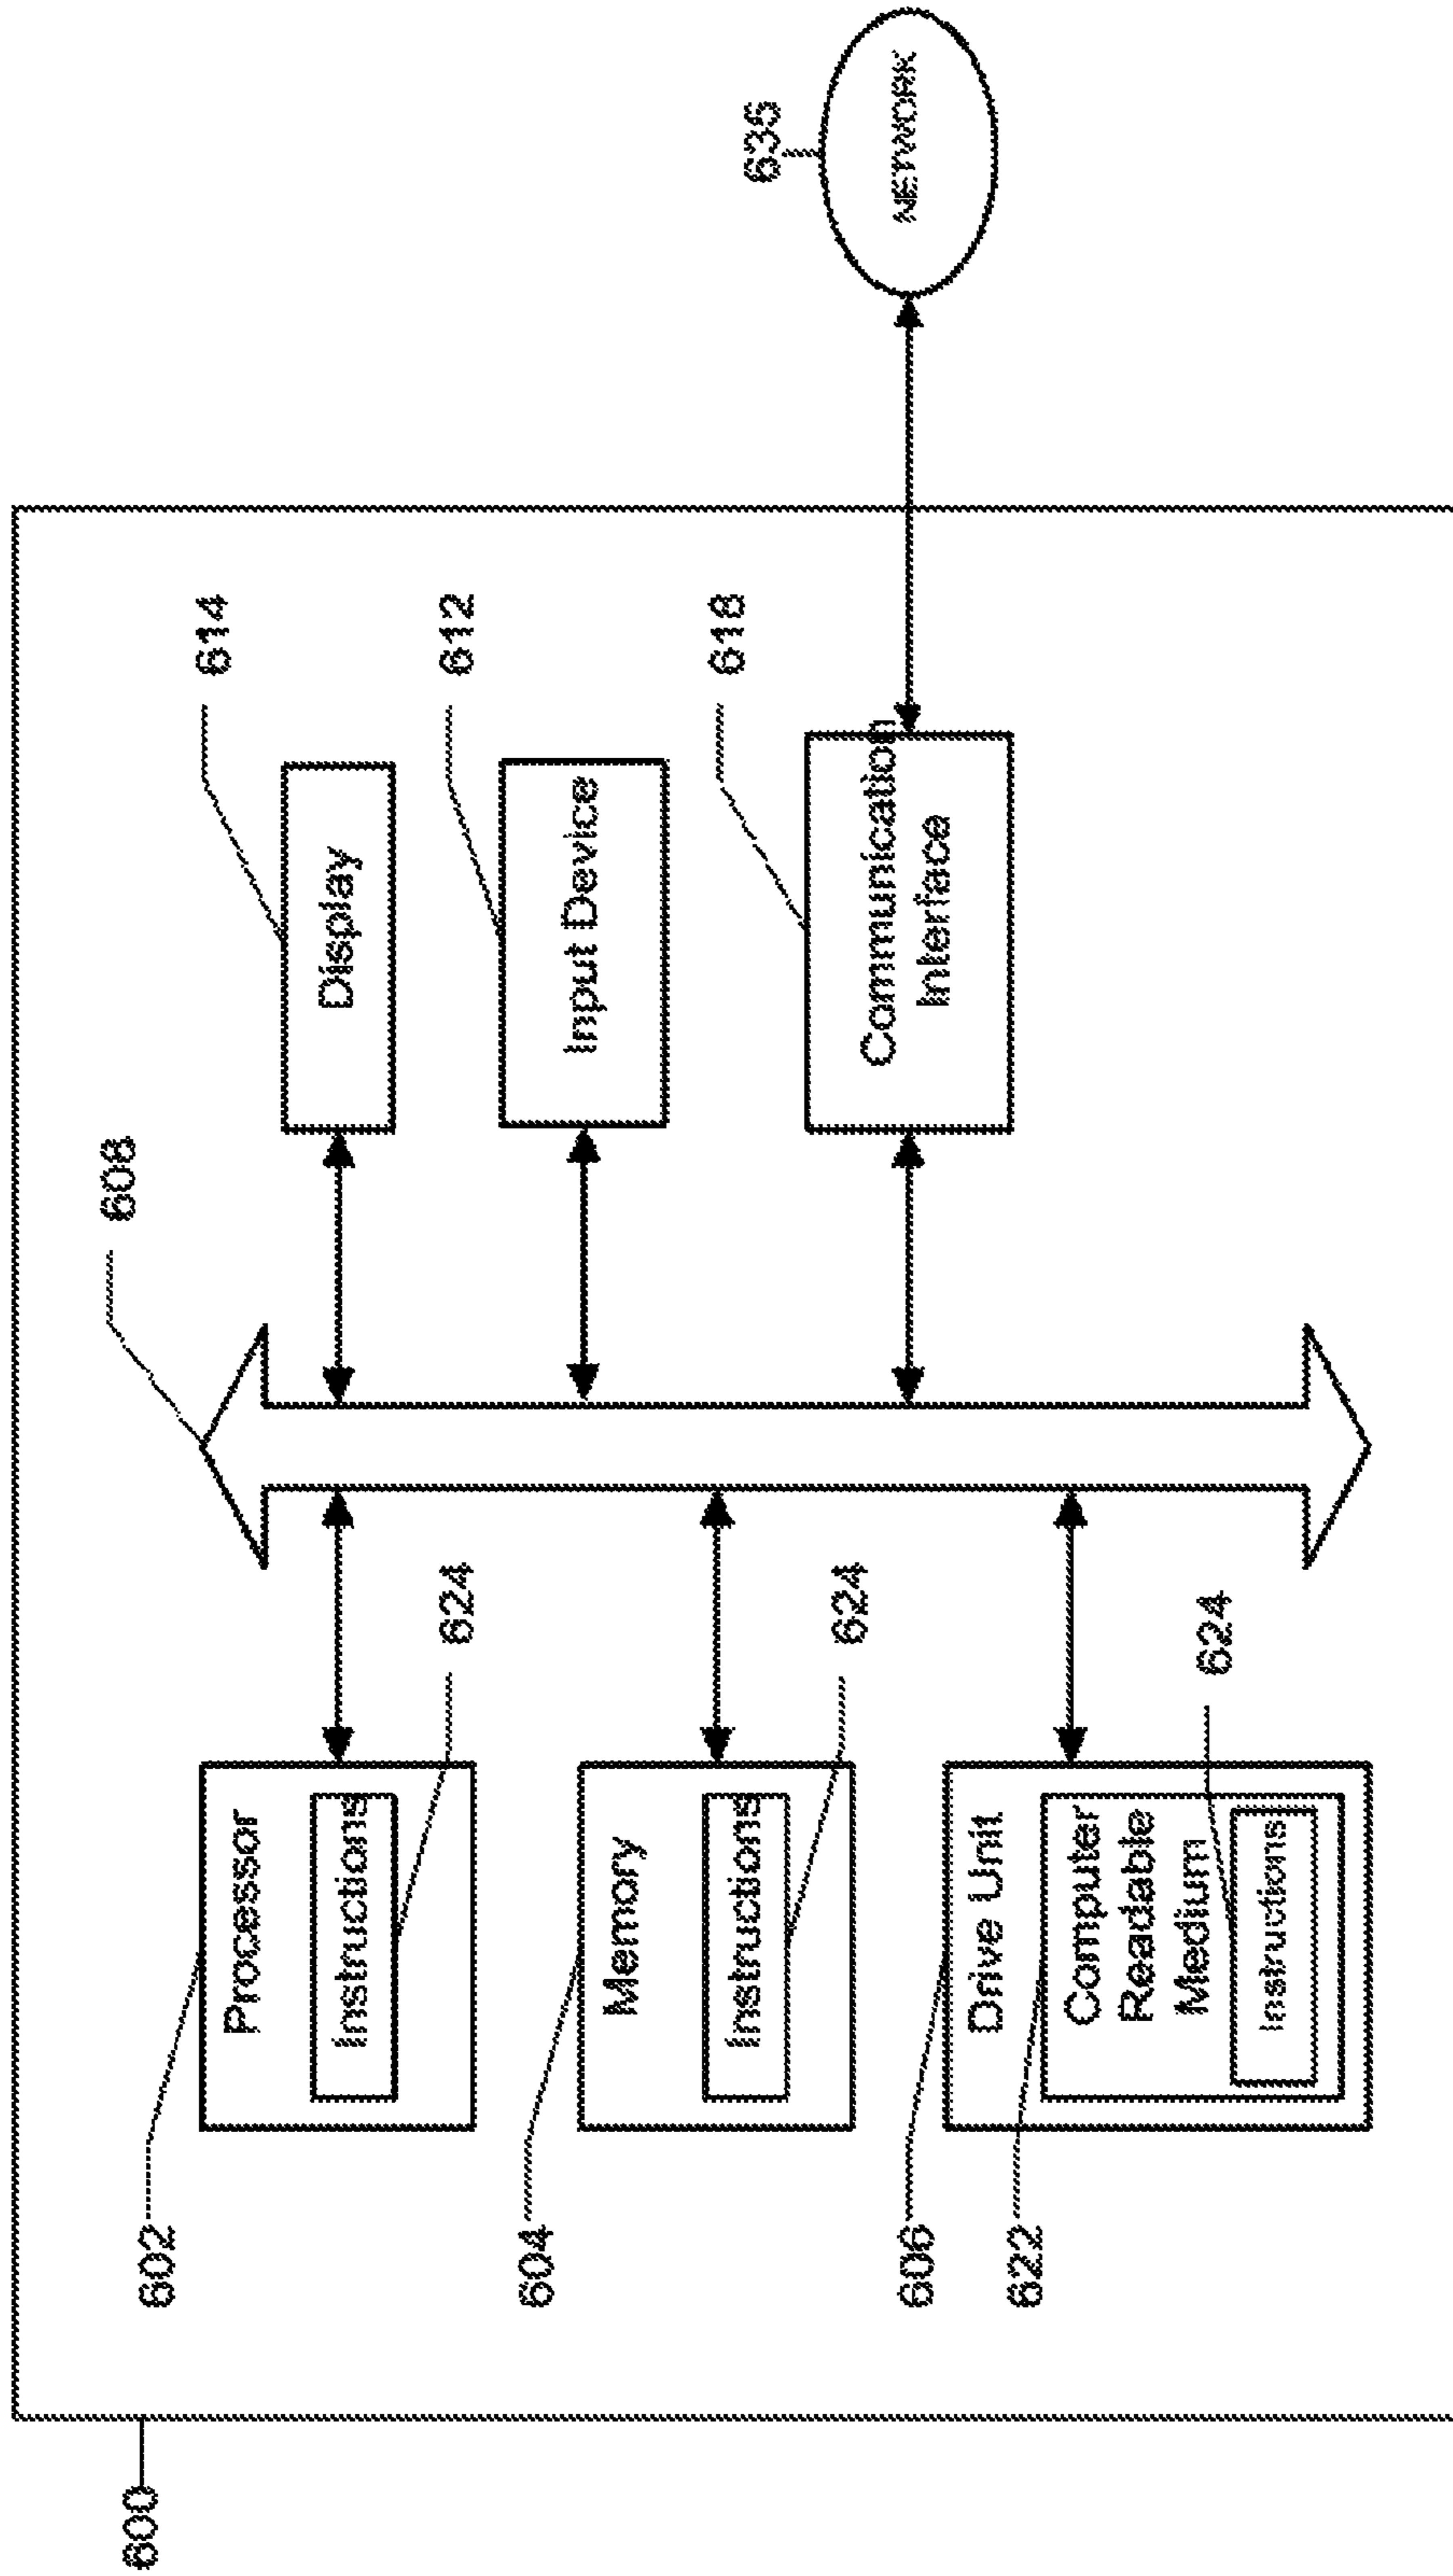 600
602
Processor
Instructions
624
604
Memory
Instructions
624
606
Drive Unit
622
Computer
Readable
Medium
Instructions
624
608
614
Display
612
Input Device
618
Communication
Interface
635
NETWORK